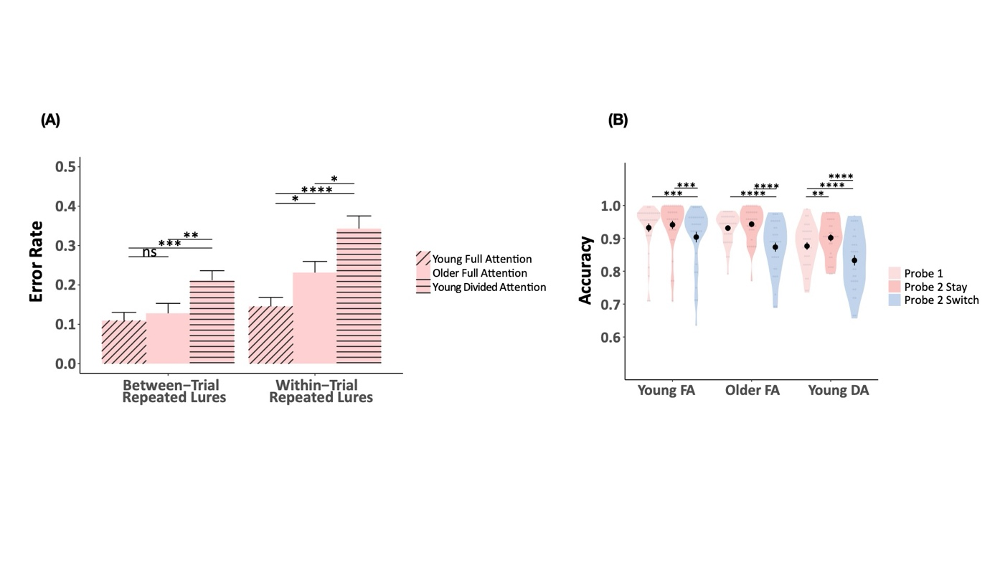 (A)
0.5
0.4
0.3
0.2
0.1
0.0
Error Rate
*
****
*
**
***
ns
Between–Trial
Repeated Lures
Within–Trial
Repeated Lures
Young Full Attention
Older Full Attention
Young Divided Attention
(B)
1.0
0.9
0.8
0.7
0.6
Accuracy
***
***
****
****
****
****
**
Young FA
Older FA
Young DA
Probe 1
Probe 2 Stay
Probe 2 Switch